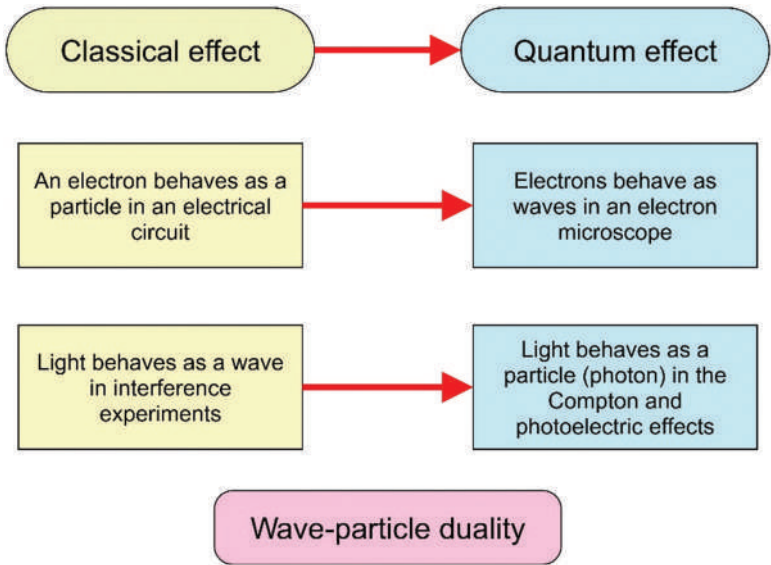 Classical effect
Quantum effect
An electron behaves as a
particle in an electrical
circuit
Electrons behave as
waves in an electron
microscope
Light behaves as a wave
in interference
experiments
Light behaves as a
particle (photon) in the
Compton and
photoelectric effects
Wave-particle duality